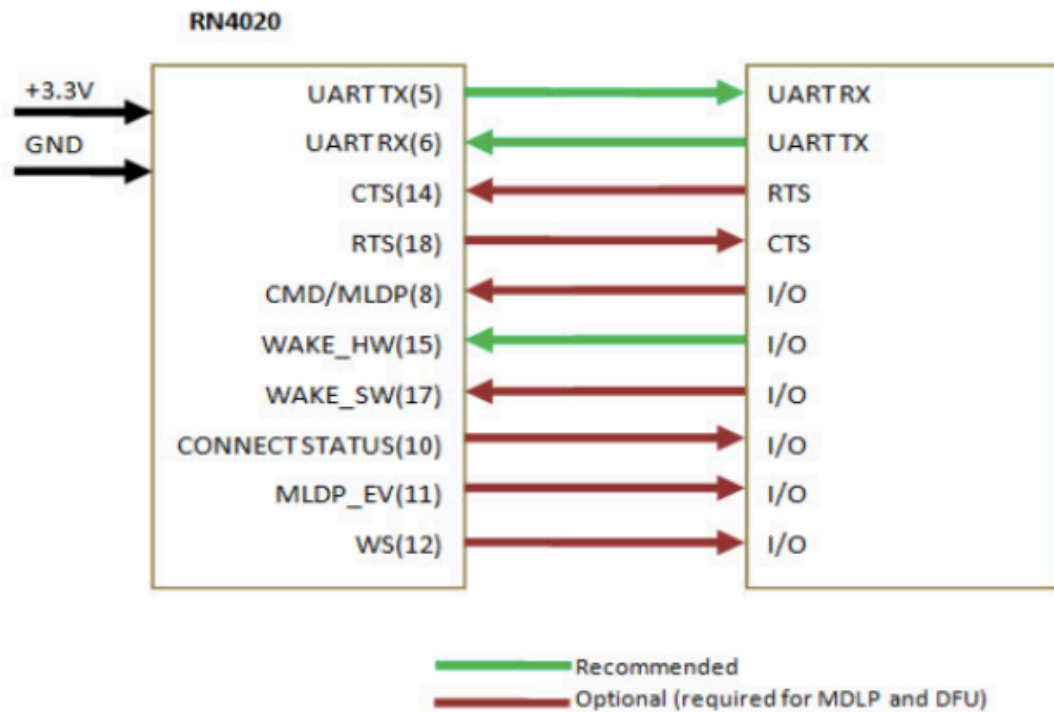 RN4020
+3.3V
GND
UART TX(5) UART RX
UART RX(6) UART TX
CTS(14) RTS
RTS(18) CTS
CMD/MLDP(8) I/O
WAKE_HW(15) I/O
WAKE_SW(17) I/O
CONNECT STATUS(10) I/O
MLDP_EV(11) I/O
WS(12) I/O
Recommended
Optional (required for MDLP and DFU)